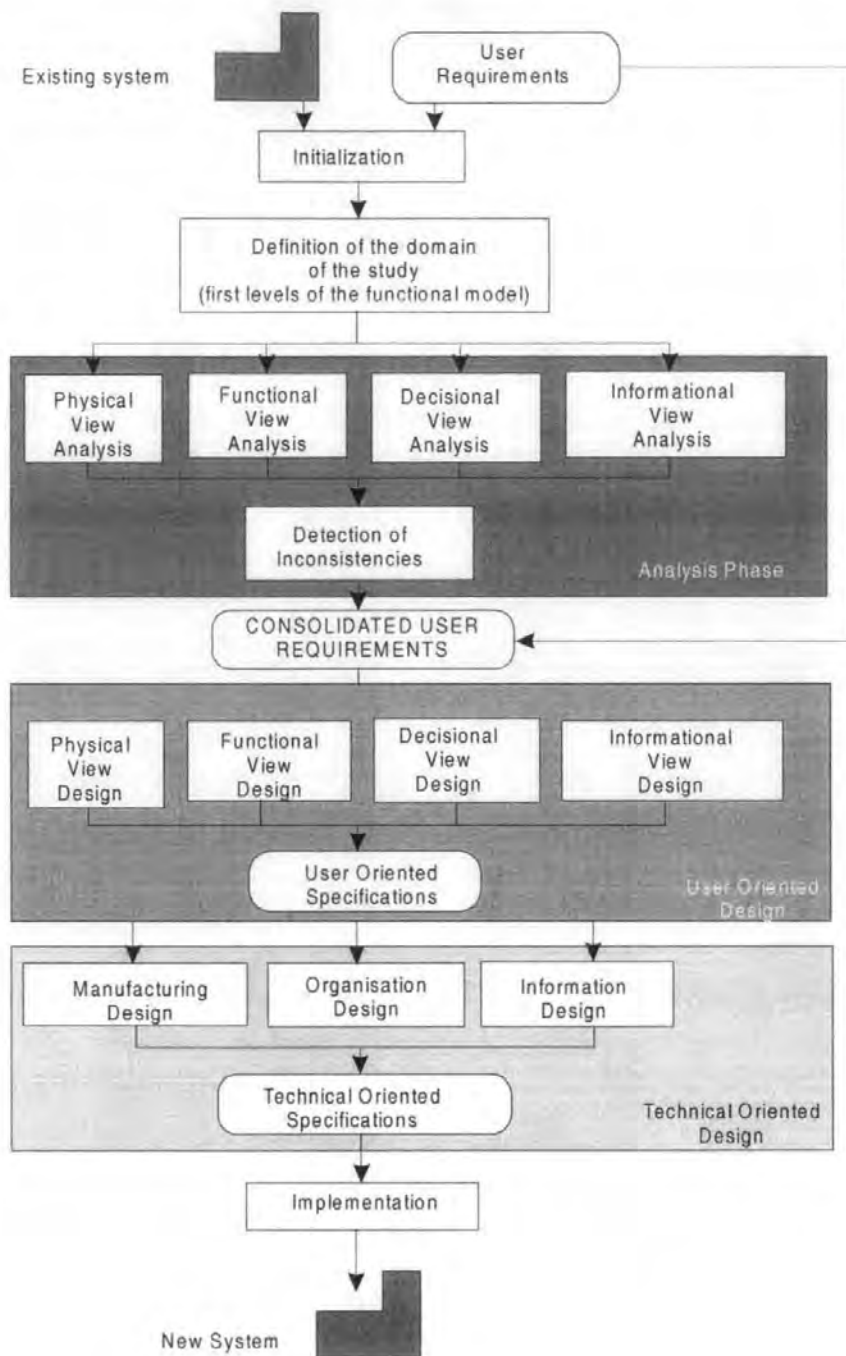 User
Requirements
Existing system
Initialization
Definition of the domain
of the study
(first levels of the functional model)
Physical
View
Analysis
Functional
View
Analysis
Decisional
View
Analysis
Informational
View
Analysis
Detection of
Inconsistencies
Analysis Phase
CONSOLIDATED USER
REQUIREMENTS
Physical
View
Design
Functional
View
Design
Decisional
View
Design
Informational
View
Design
User Oriented
Specifications
User Oriented
Design
Manufacturing
Design
Organisation
Design
Information
Design
Technical Oriented
Specifications
Technical Oriented
Design
Implementation
New System